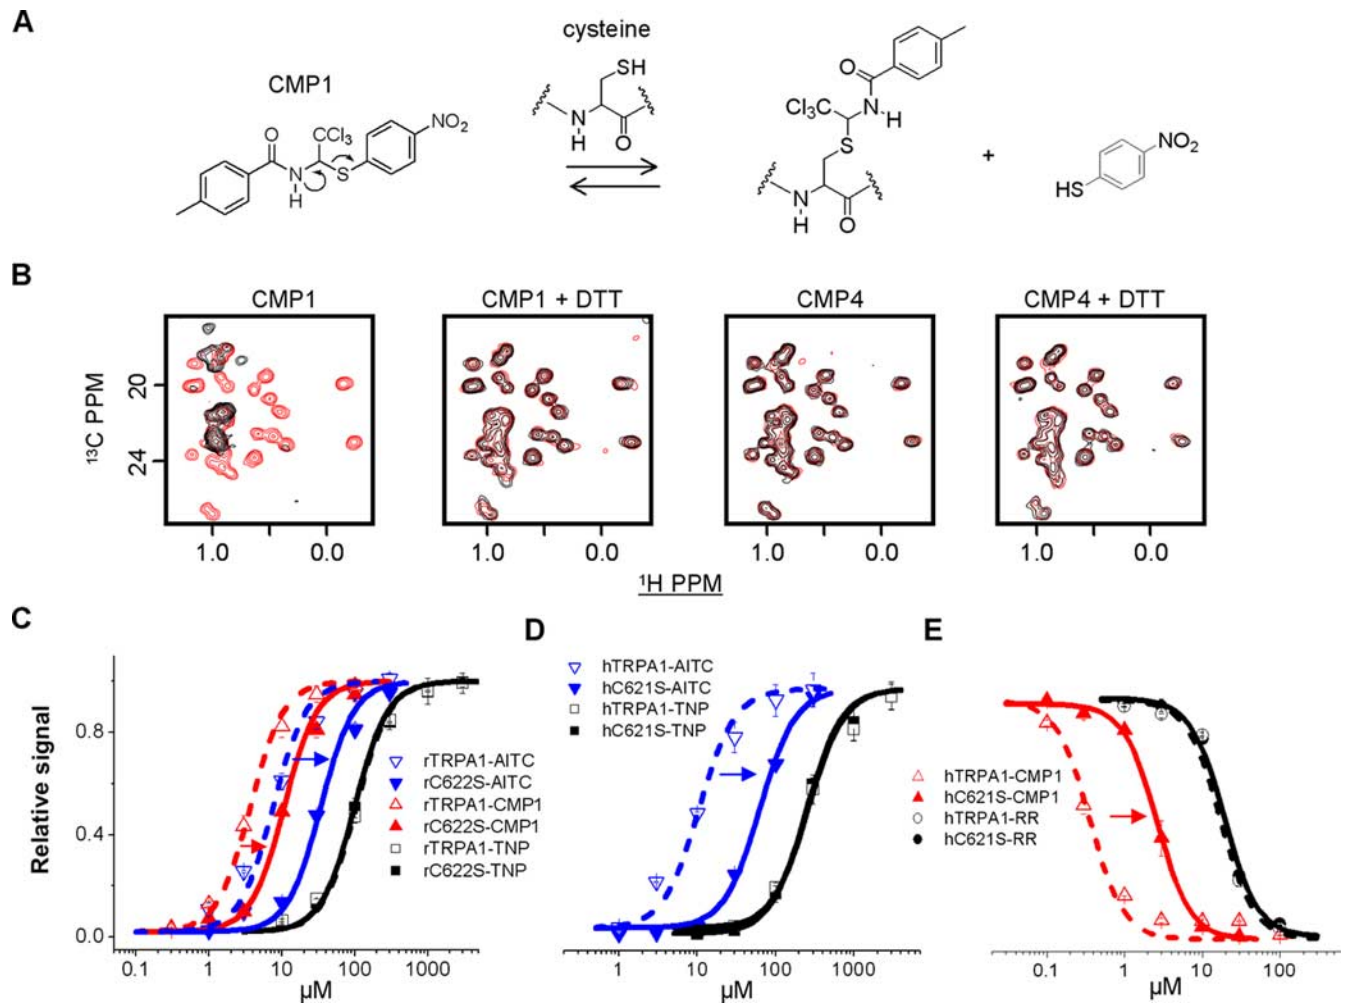 A
CMP1
cysteine
O
CCl3
NO2
N
H
S
SH
N
H
O
O
Cl3C
N
H
S
N
H
O
+
HS
NO2
B
CMP1
CMP1 + DTT
CMP4
CMP4 + DTT
13C PPM
20
24
1.0 0.0
1.0 0.0
1.0 0.0
1.0 0.0
1H PPM
C
Relative signal
0.8
0.4
0.0
0.1 1 10 100 1000
µM
rTRPA1-AITC
rC622S-AITC
rTRPA1-CMP1
rC622S-CMP1
rTRPA1-TNP
rC622S-TNP
D
hTRPA1-AITC
hC621S-AITC
hTRPA1-TNP
hC621S-TNP
1 10 100 1000
µM
E
hTRPA1-CMP1
hC621S-CMP1
hTRPA1-RR
hC621S-RR
0.1 1 10 100
µM